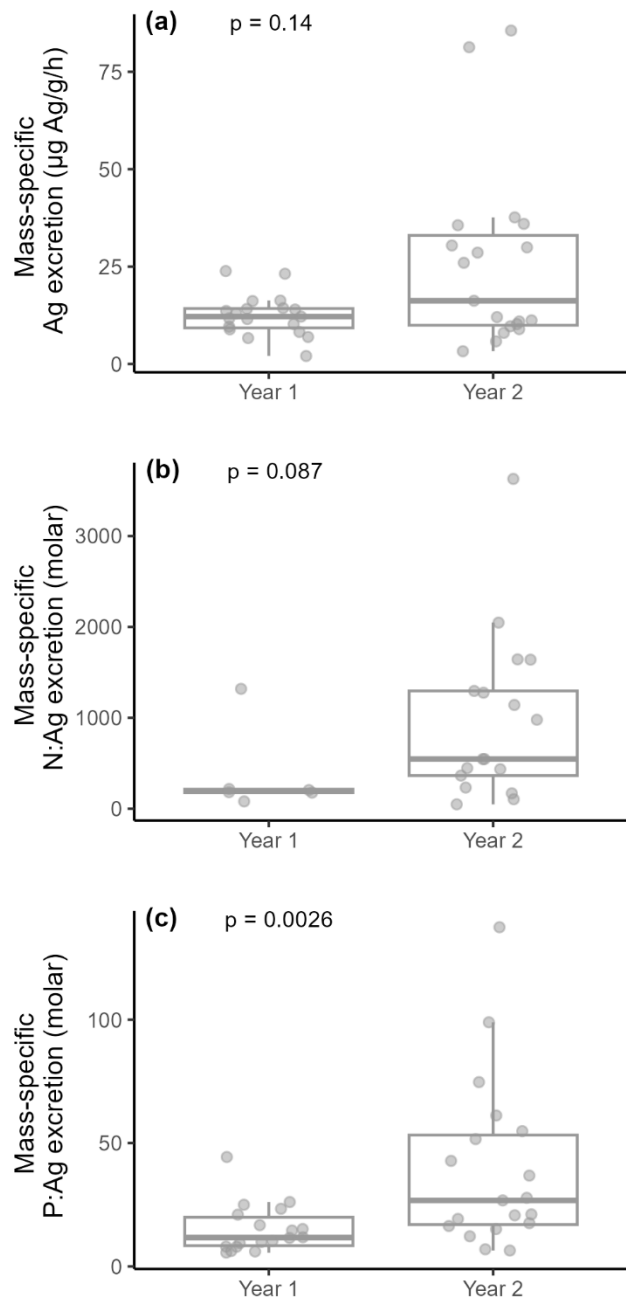 (a)
p = 0.14
Mass-specific
Ag excretion (µg Ag/g/h)
75
50
25
0
Year 1
Year 2
(b)
p = 0.087
Mass-specific
N:Ag excretion (molar)
3000
2000
1000
0
Year 1
Year 2
(c)
p = 0.0026
Mass-specific
P:Ag excretion (molar)
100
50
0
Year 1
Year 2